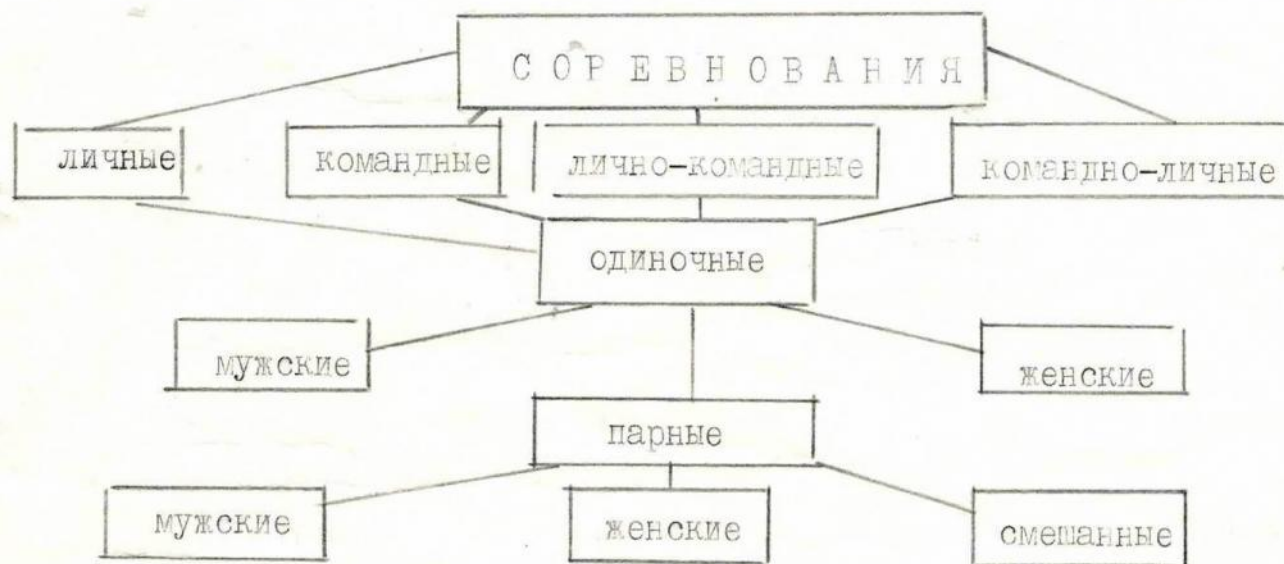 СОРЕВНОВАНИЯ
личные командные лично-командные командно-личные
одиночные
мужские женские
парные
мужские женские смешанные